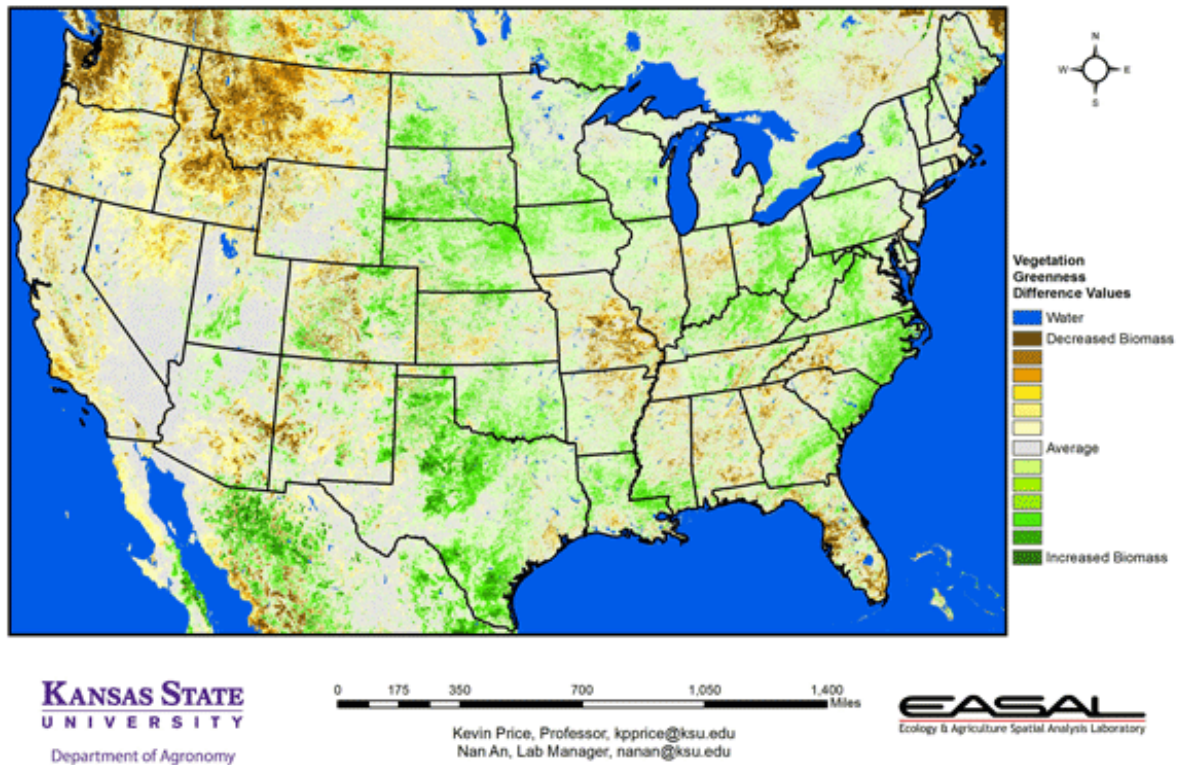 N
W E
S
Vegetation
Greenness
Difference Values
Water
Decreased Biomass
Average
Increased Biomass
KANSAS STATE
UNIVERSITY
Department of Agronomy
0 175 350 700 1,050 1,400
Miles
Kevin Price, Professor, kpprice@ksu.edu
Nan An, Lab Manager, nanan@ksu.edu
EASAL
Ecology & Agriculture Spatial Analysis Laboratory